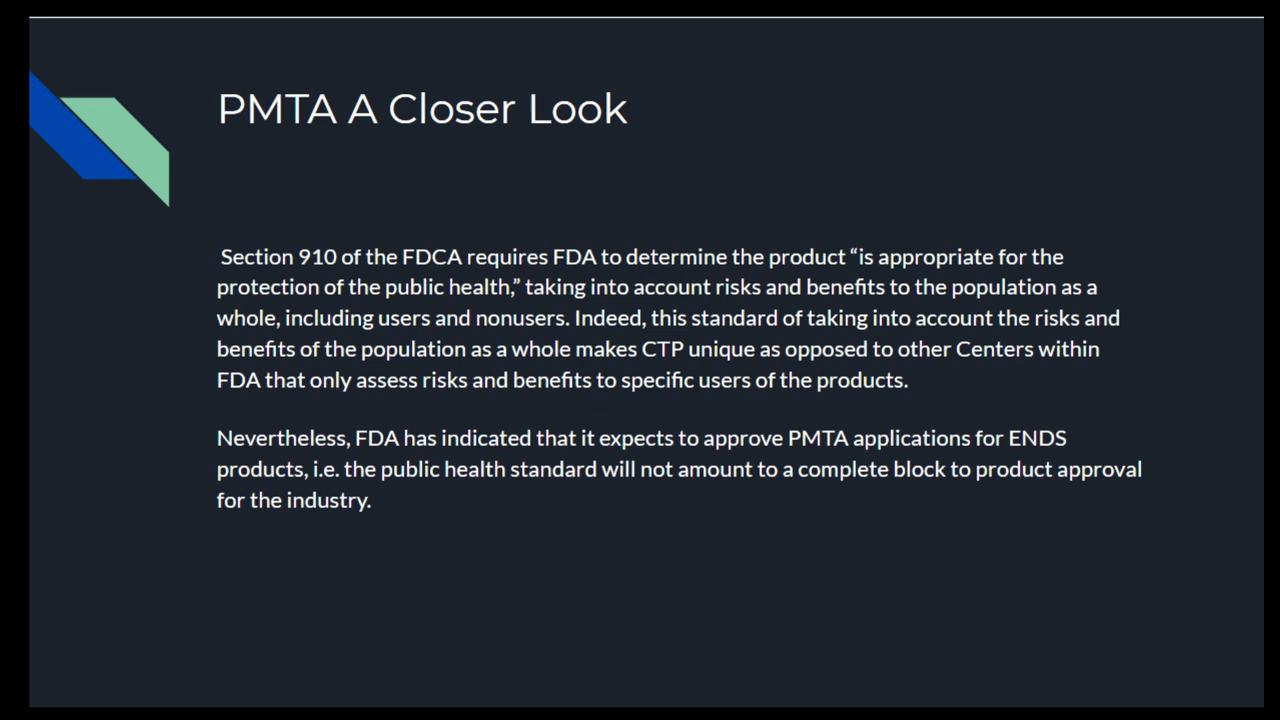 PMTA A Closer Look
Section 910 of the FDCA requires FDA to determine the product “is appropriate for the
protection of the public health,” taking into account risks and benefits to the population as a
whole, including users and nonusers. Indeed, this standard of taking into account the risks and
benefits of the population as a whole makes CTP unique as opposed to other Centers within
FDA that only assess risks and benefits to specific users of the products.
Nevertheless, FDA has indicated that it expects to approve PMTA applications for ENDS
products, i.e. the public health standard will not amount to a complete block to product approval
for the industry.